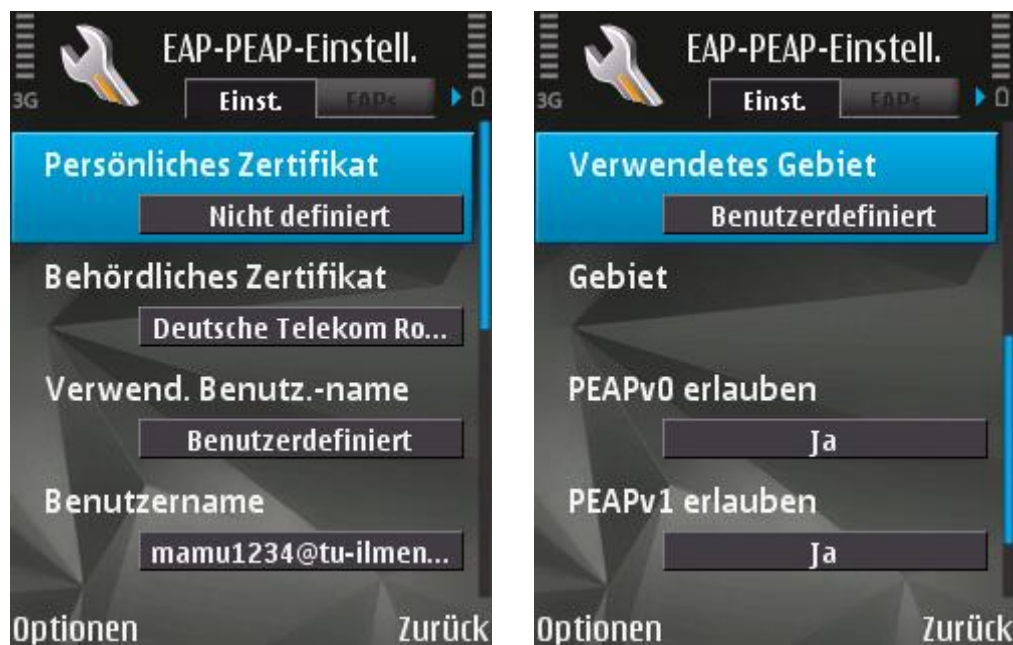 EAP-PEAP-Einstell.
3G
Einst.
EAPs
Persönliches Zertifikat
Nicht definiert
Behördliches Zertifikat
Deutsche Telekom Ro...
Verwend. Benutz.-name
Benutzerdefiniert
Benutzername
mamu1234@tu-ilmen...
Optionen
Zurück
EAP-PEAP-Einstell.
3G
Einst.
EAPs
Verwendetes Gebiet
Benutzerdefiniert
Gebiet
PEAPv0 erlauben
Ja
PEAPv1 erlauben
Ja
Optionen
Zurück